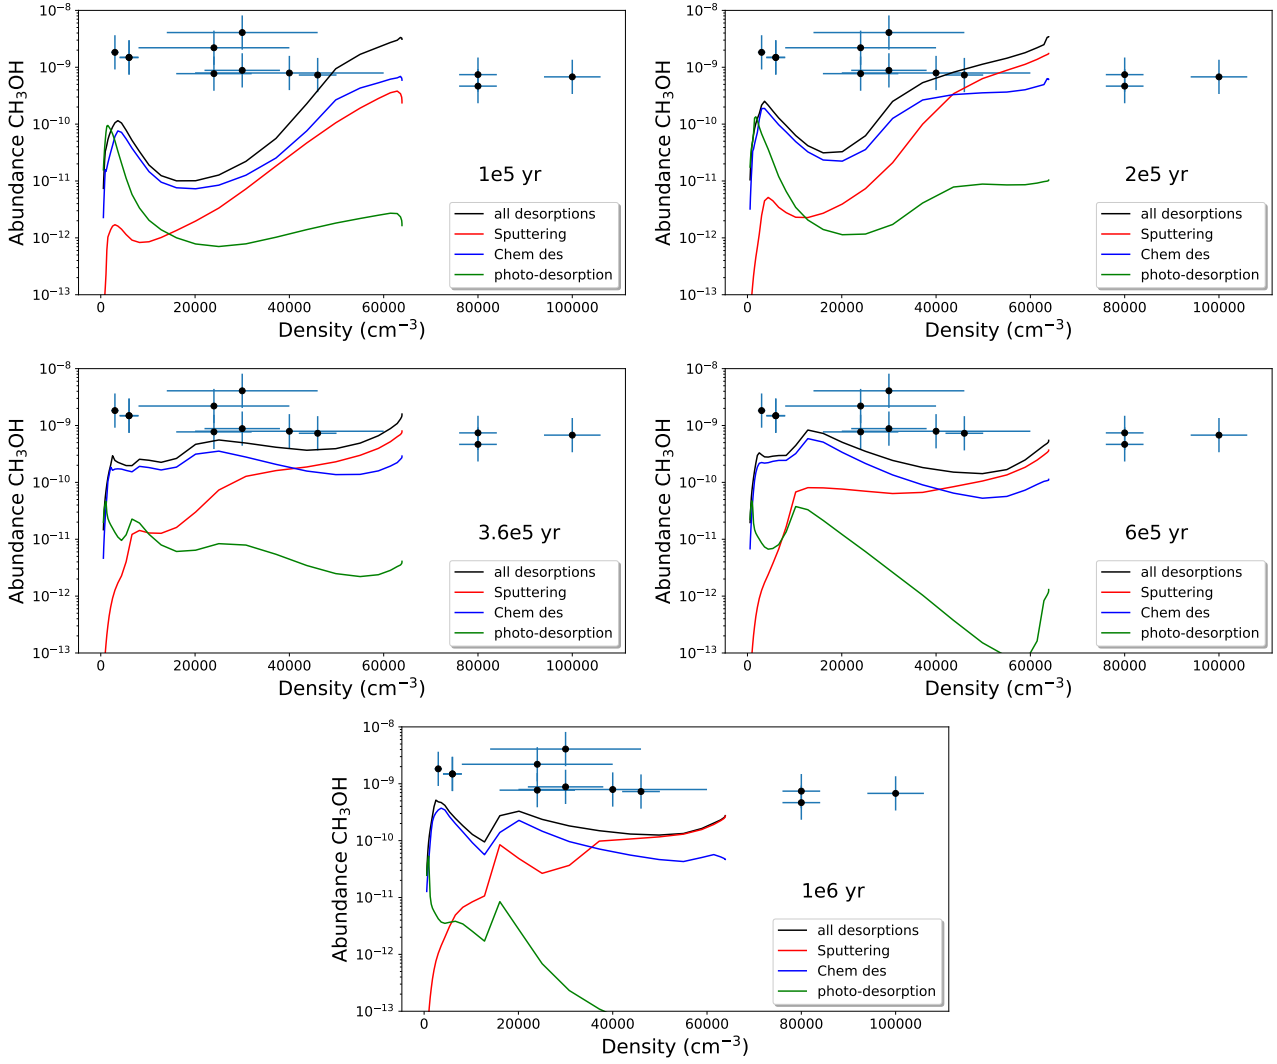 Abundance CH₃OH
10⁻⁸
10⁻⁹
10⁻¹⁰
10⁻¹¹
10⁻¹²
10⁻¹³
1e5 yr
all desorptions
Sputtering
Chem des
photo-desorption
0 20000 40000 60000 80000 100000
Density (cm⁻³)
Abundance CH₃OH
10⁻⁸
10⁻⁹
10⁻¹⁰
10⁻¹¹
10⁻¹²
10⁻¹³
2e5 yr
all desorptions
Sputtering
Chem des
photo-desorption
0 20000 40000 60000 80000 100000
Density (cm⁻³)
Abundance CH₃OH
10⁻⁸
10⁻⁹
10⁻¹⁰
10⁻¹¹
10⁻¹²
10⁻¹³
3.6e5 yr
all desorptions
Sputtering
Chem des
photo-desorption
0 20000 40000 60000 80000 100000
Density (cm⁻³)
Abundance CH₃OH
10⁻⁸
10⁻⁹
10⁻¹⁰
10⁻¹¹
10⁻¹²
10⁻¹³
6e5 yr
all desorptions
Sputtering
Chem des
photo-desorption
0 20000 40000 60000 80000 100000
Density (cm⁻³)
Abundance CH₃OH
10⁻⁸
10⁻⁹
10⁻¹⁰
10⁻¹¹
10⁻¹²
10⁻¹³
1e6 yr
all desorptions
Sputtering
Chem des
photo-desorption
0 20000 40000 60000 80000 100000
Density (cm⁻³)